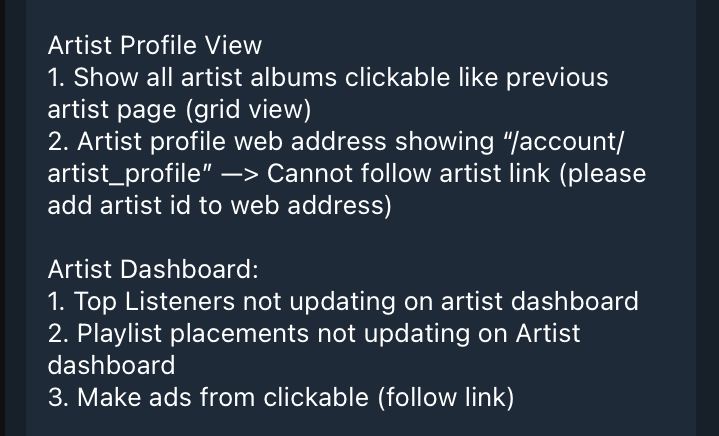 Artist Profile View
1. Show all artist albums clickable like previous
artist page (grid view)
2. Artist profile web address showing “/account/
artist_profile” —> Cannot follow artist link (please
add artist id to web address)
Artist Dashboard:
1. Top Listeners not updating on artist dashboard
2. Playlist placements not updating on Artist
dashboard
3. Make ads from clickable (follow link)